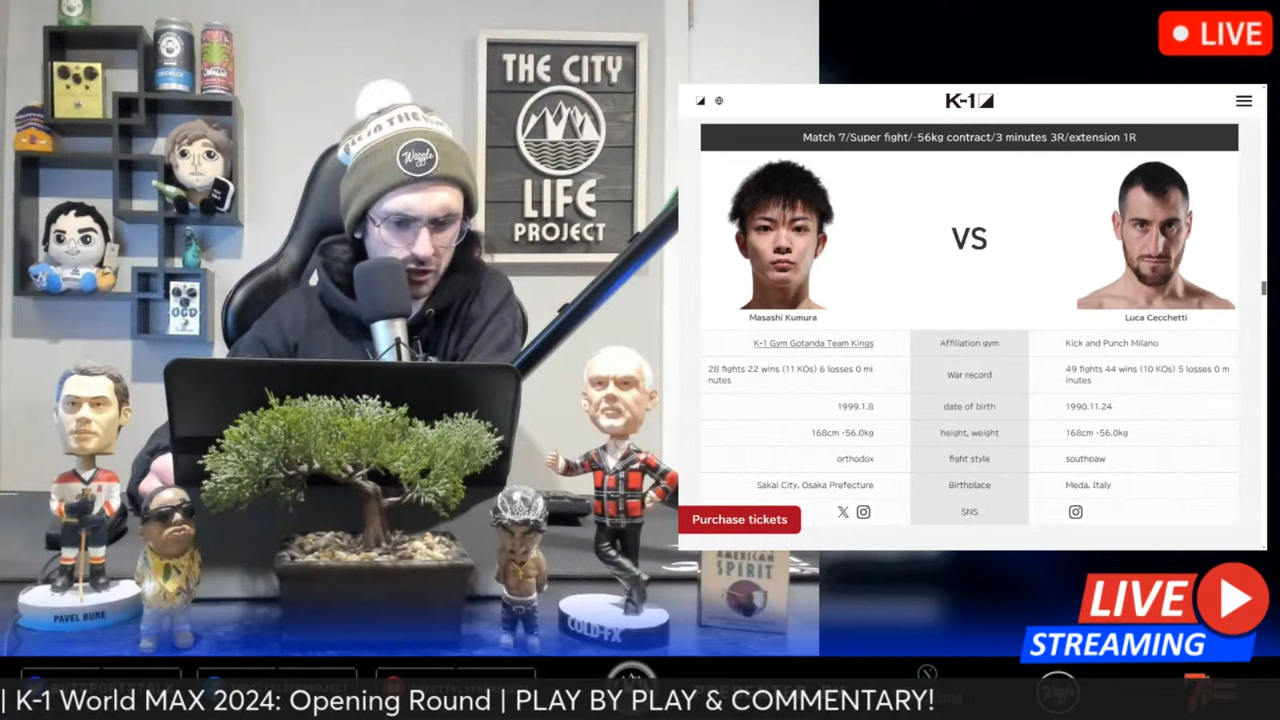 LIVE
THE CITY
LIFE
PROJECT
Waggle
OCD
K-1
Match 7/Super fight/-56kg contract/3 minutes 3R/extension 1R
VS
Masashi Kumura
Luca Cecchetti
K-1 Gym Gotanda Team Kings
Affiliation gym
Kick and Punch Milano
28 fights 22 wins (11 KOs) 6 losses 0 mi
nutes
War record
49 fights 44 wins (10 KOs) 5 losses 0 m
inutes
1999.1.8
date of birth
1990.11.24
168cm -56.0kg
height, weight
168cm -56.0kg
orthodox
fight style
southpaw
Sakai City, Osaka Prefecture
Birthplace
Meda, Italy
SNS
Purchase tickets
AMERICAN
SPIRIT
PAVEL BURE
COLD-FX
LIVE
STREAMING
| K-1 World MAX 2024: Opening Round | PLAY BY PLAY & COMMENTARY!